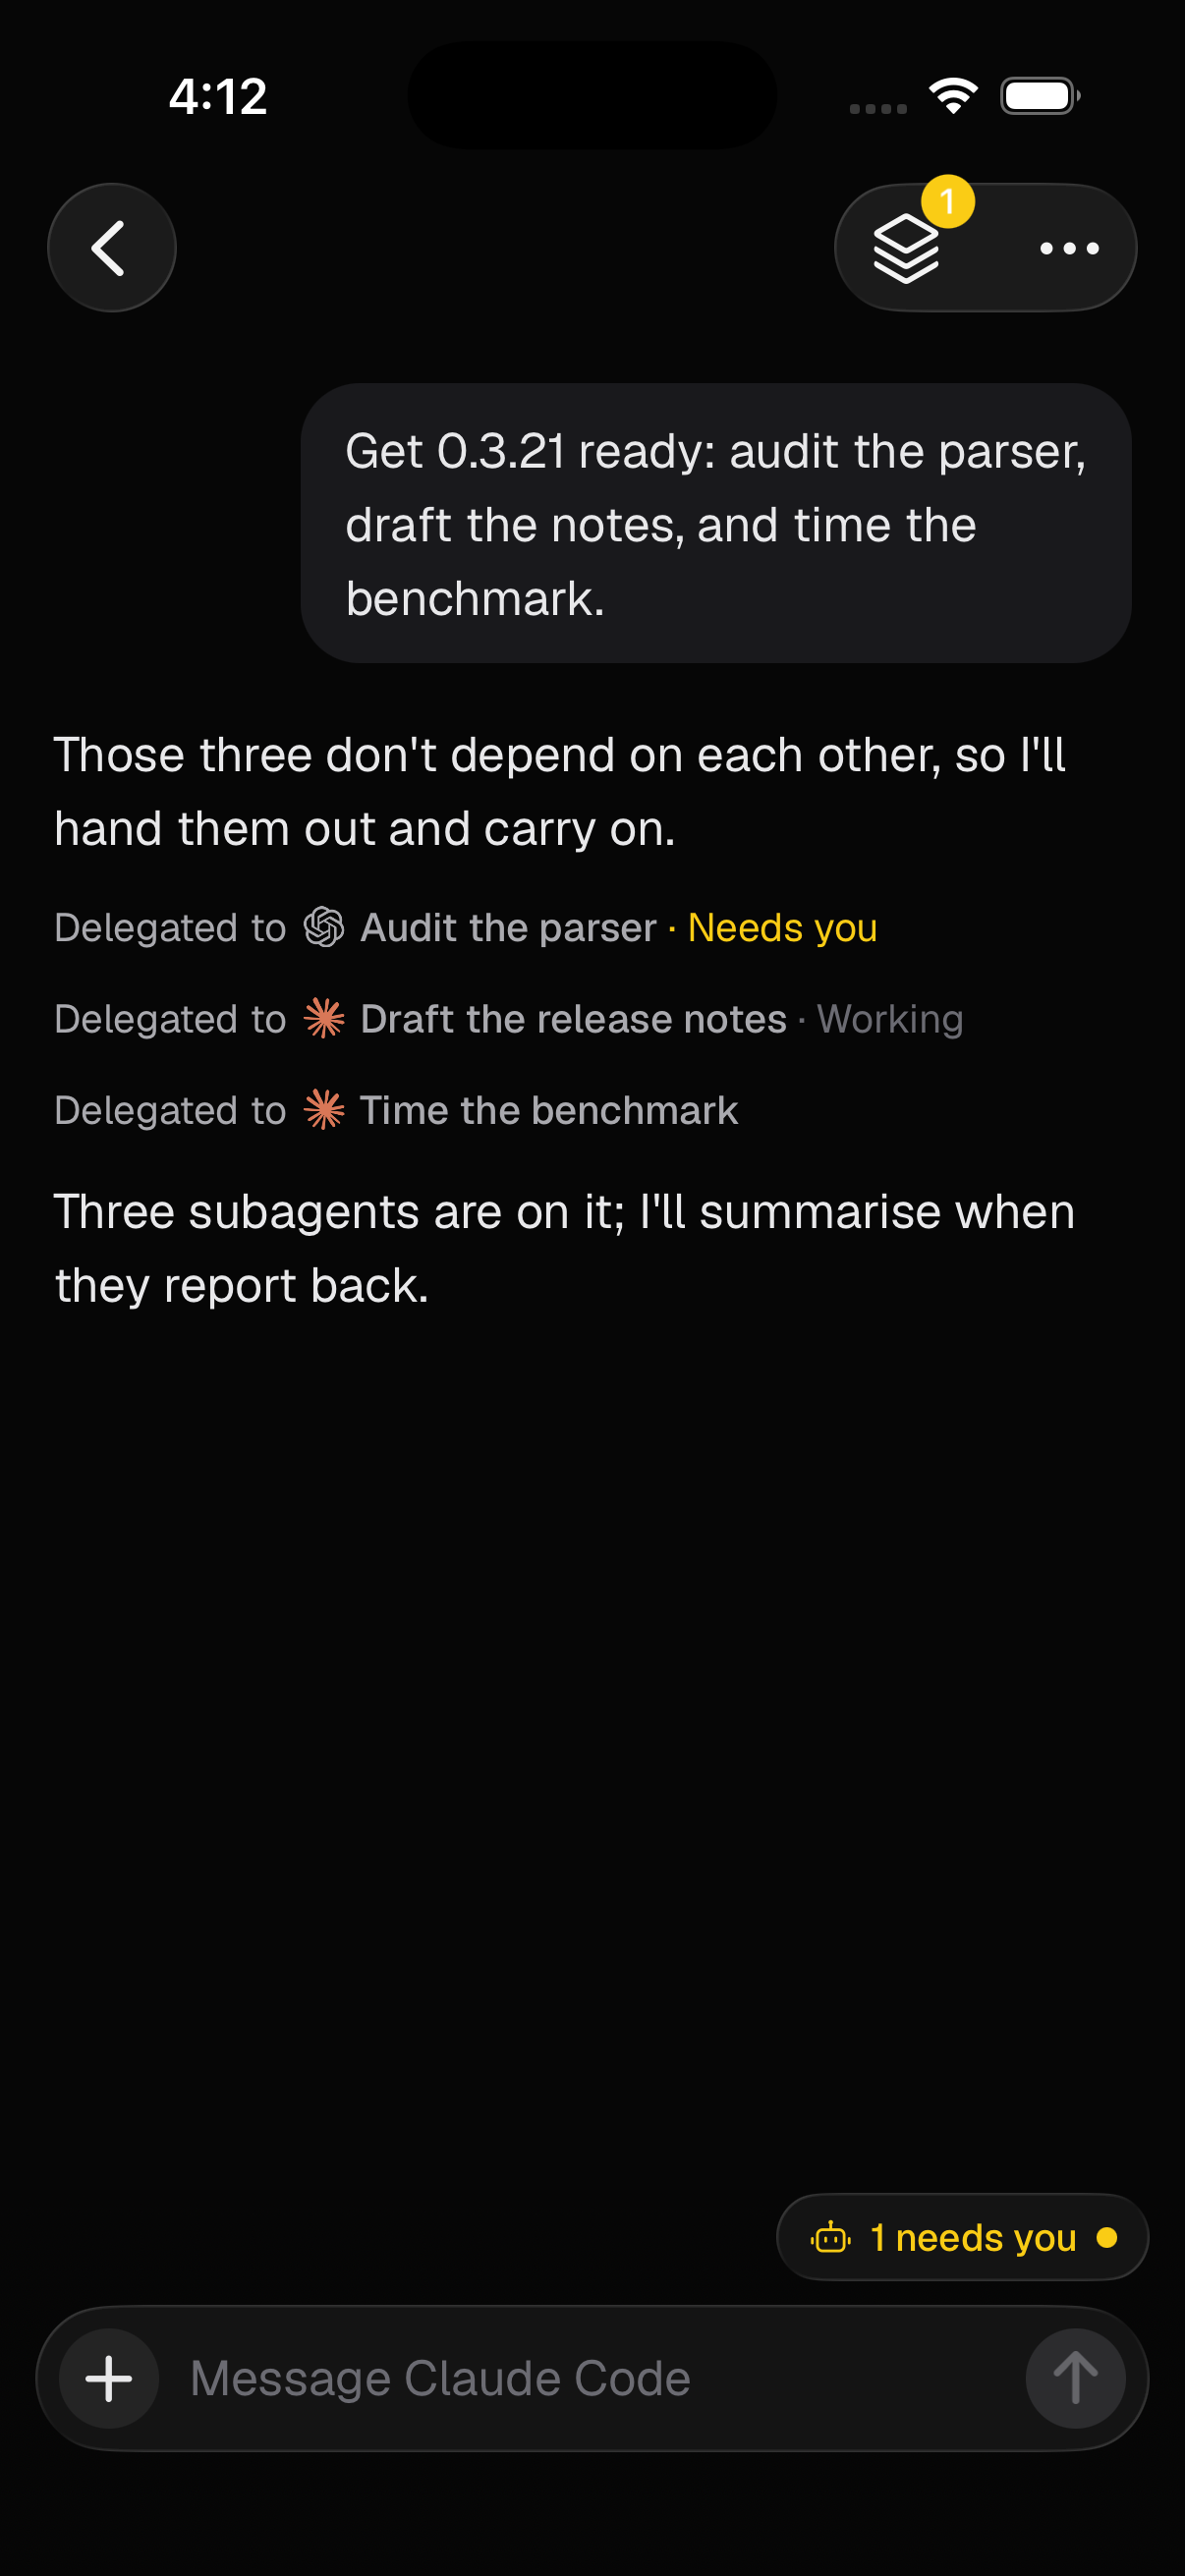 4:12
1
Get 0.3.21 ready: audit the parser,
draft the notes, and time the
benchmark.
Those three don't depend on each other, so I'll
hand them out and carry on.
Delegated to Audit the parser · Needs you
Delegated to Draft the release notes · Working
Delegated to Time the benchmark
Three subagents are on it; I'll summarise when
they report back.
1 needs you
Message Claude Code